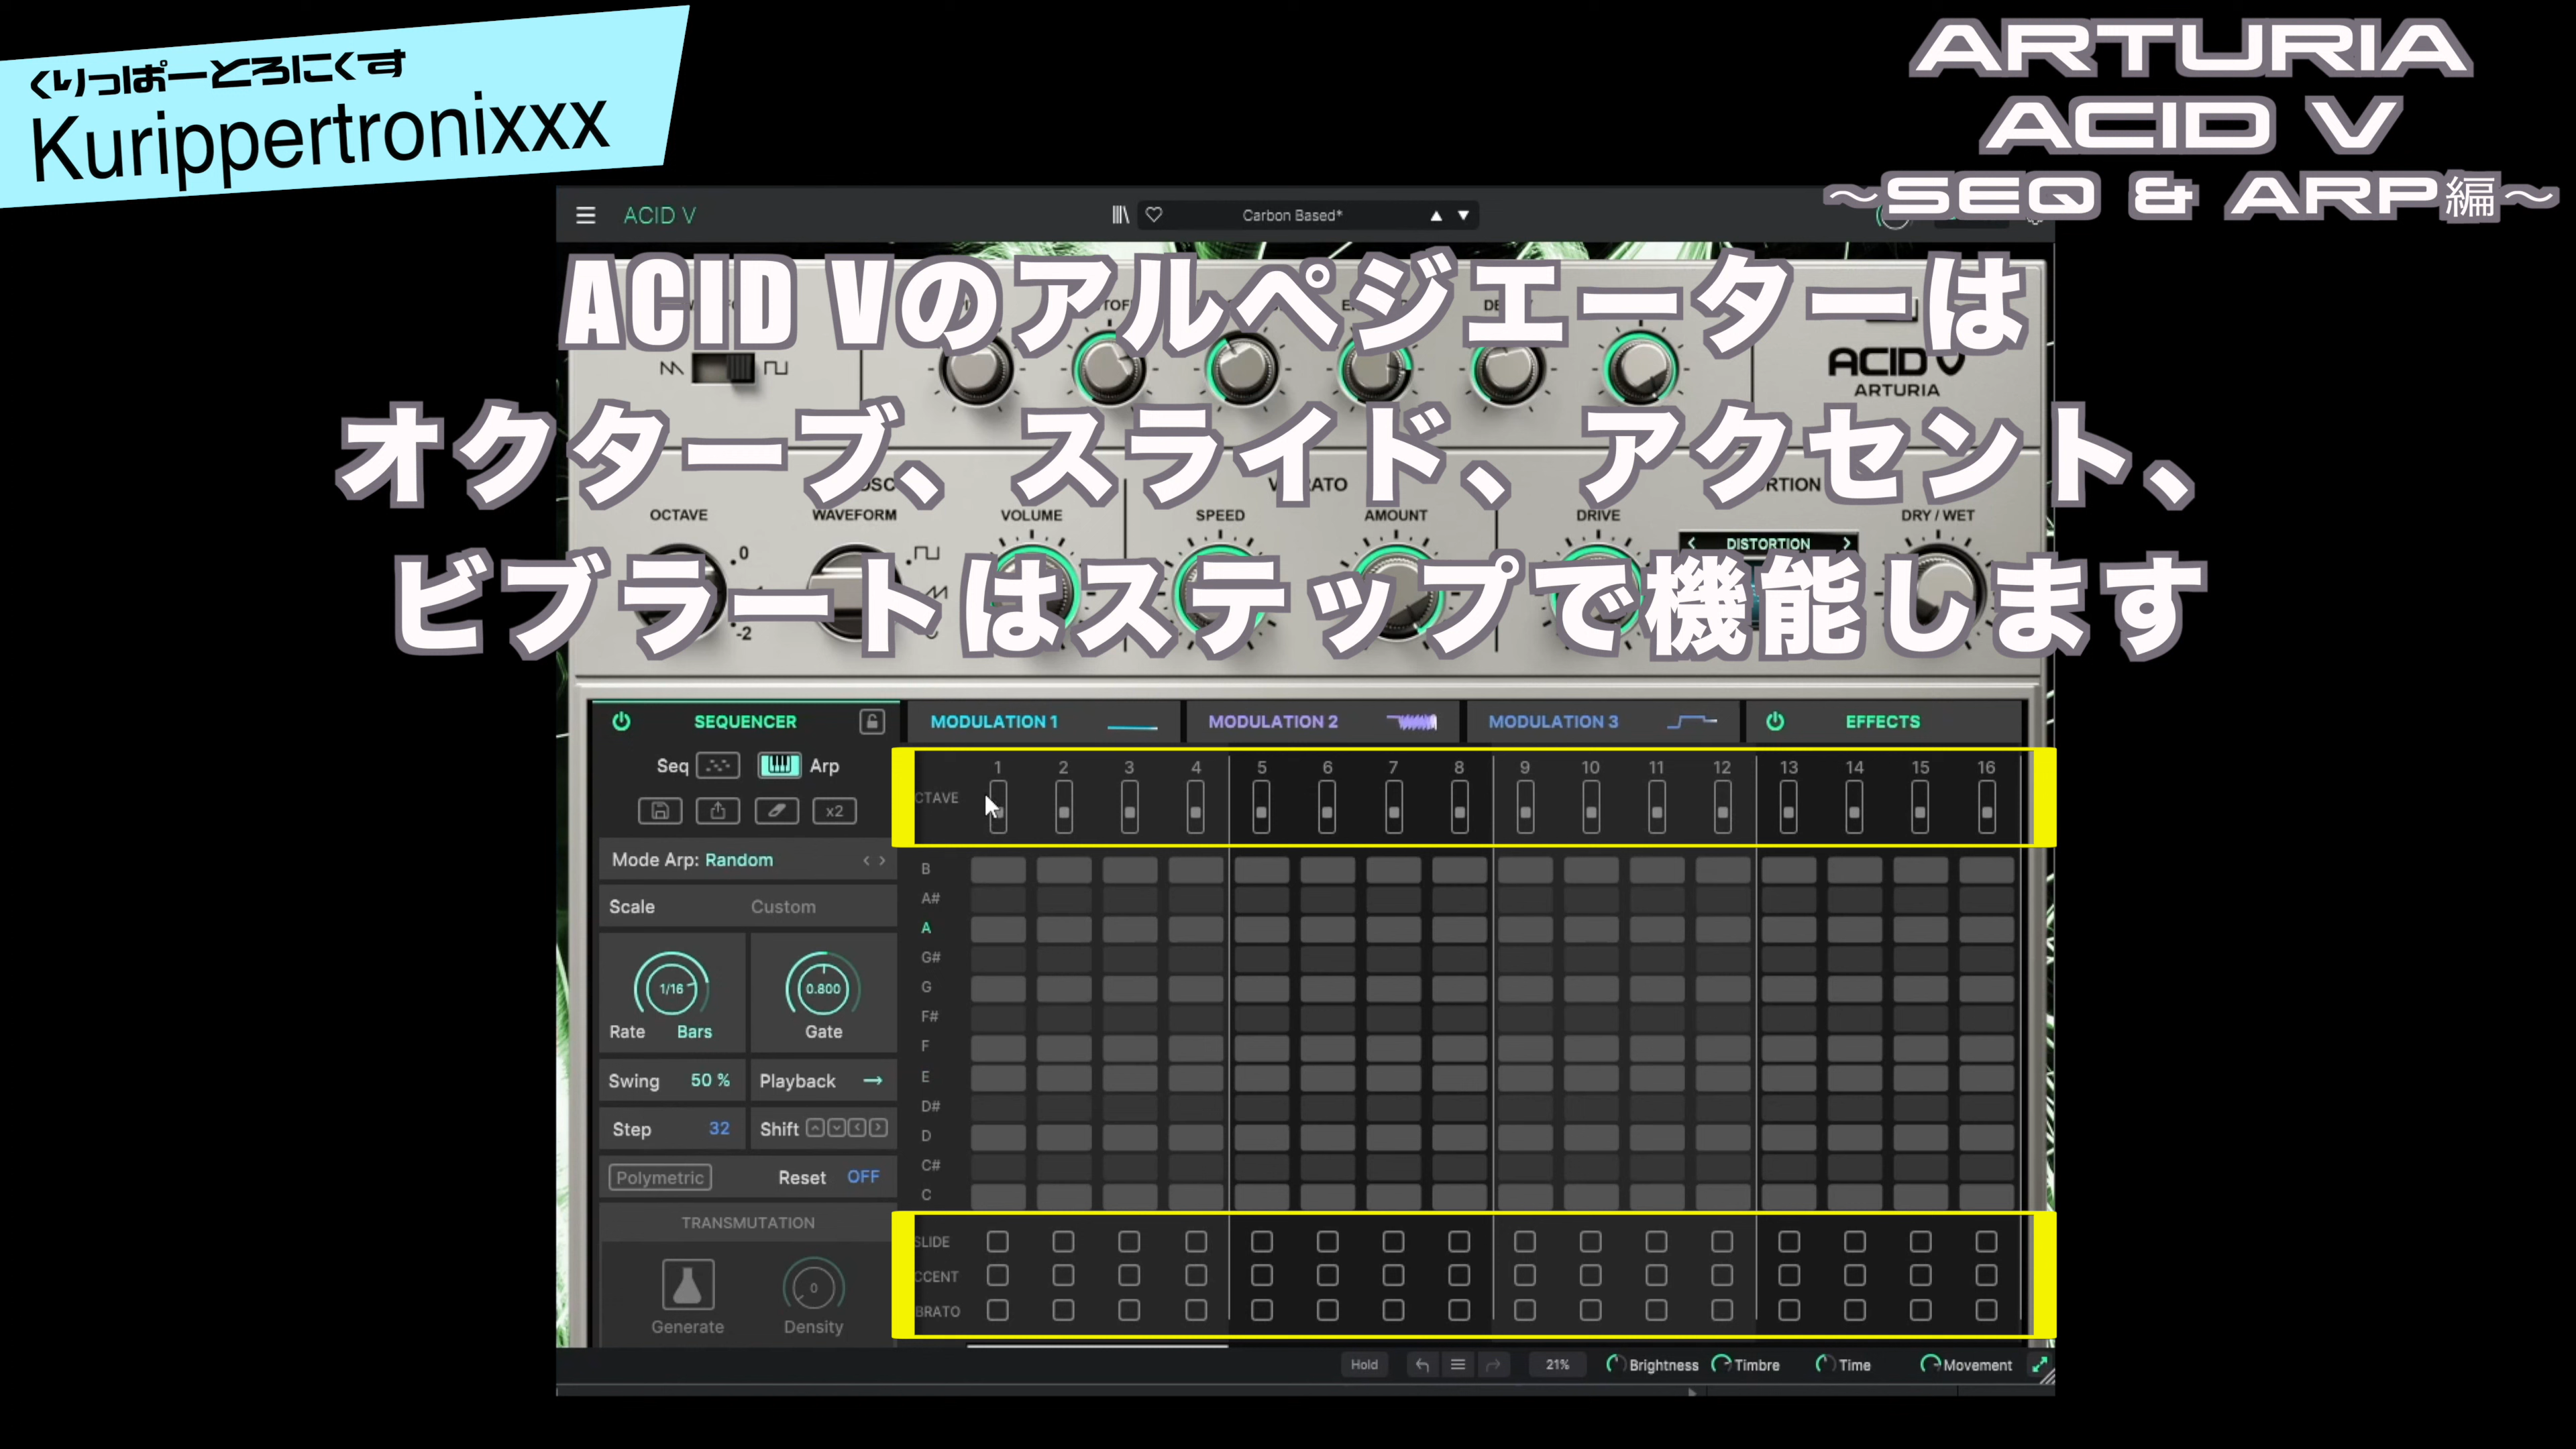 くりっぱーとろにくす
Kurippertronixxx
ARTURIA
ACID V
～SEQ & ARP編～
ACID V
Carbon Based*
ACID Vのアルペジエーターは
オクターブ、スライド、アクセント、
ビブラートはステップで機能します
ACID V
ARTURIA
OCTAVE
WAVEFORM
VOLUME
SPEED
AMOUNT
DRIVE
DRY / WET
DISTORTION
0
-2
SEQUENCER
MODULATION 1
MODULATION 2
MODULATION 3
EFFECTS
Seq
Arp
x2
Mode Arp: Random
Scale Custom
1/16
0.800
Rate Bars
Gate
Swing 50 %
Playback
Step 32
Shift
Polymetric
Reset OFF
TRANSMUTATION
0
Generate
Density
1 2 3 4 5 6 7 8 9 10 11 12 13 14 15 16
CTAVE
B
A#
A
G#
G
F#
F
E
D#
D
C#
C
SLIDE
CCENT
BRATO
Hold
21%
Brightness
Timbre
Time
Movement